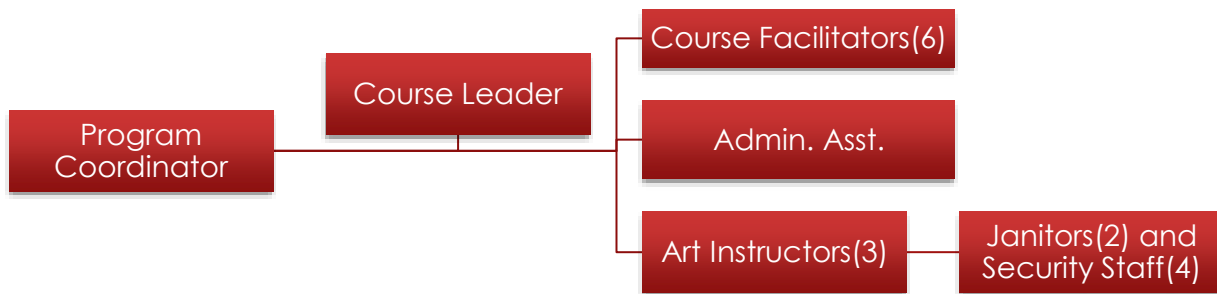 Program
Coordinator
Course Leader
Course Facilitators(6)
Admin. Asst.
Art Instructors(3)
Janitors(2) and
Security Staff(4)